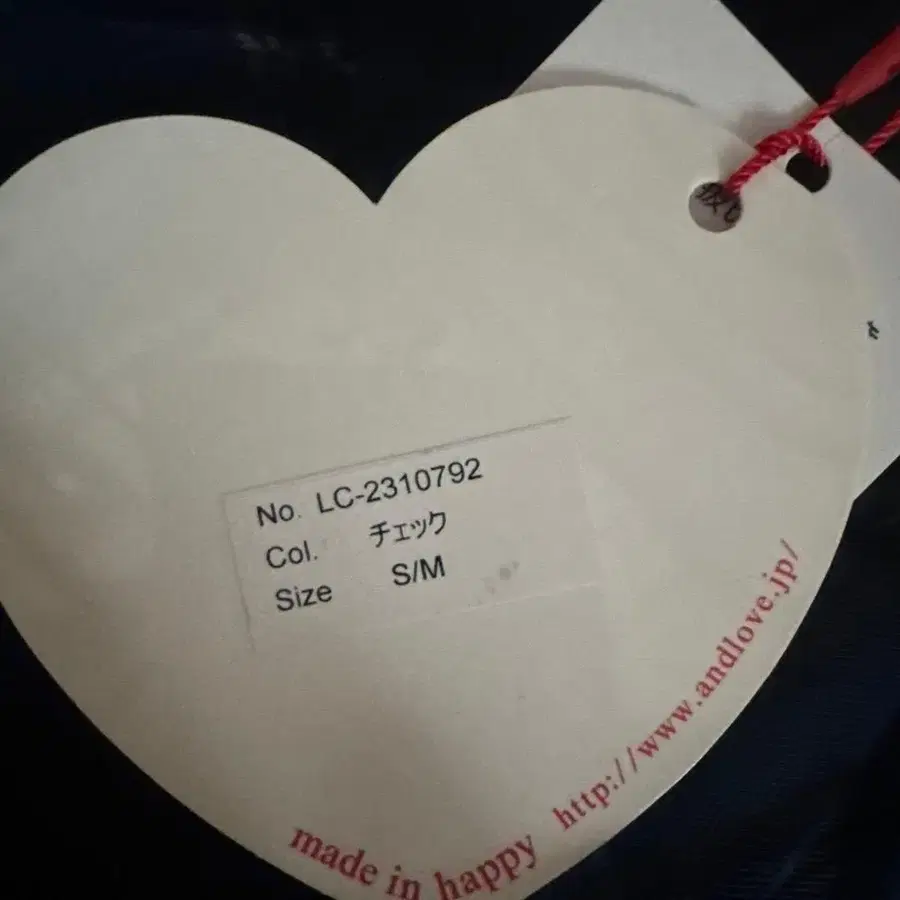 No. LC-2310792
Col. チェック
Size S/M
made in happy http://www.andlove.jp/